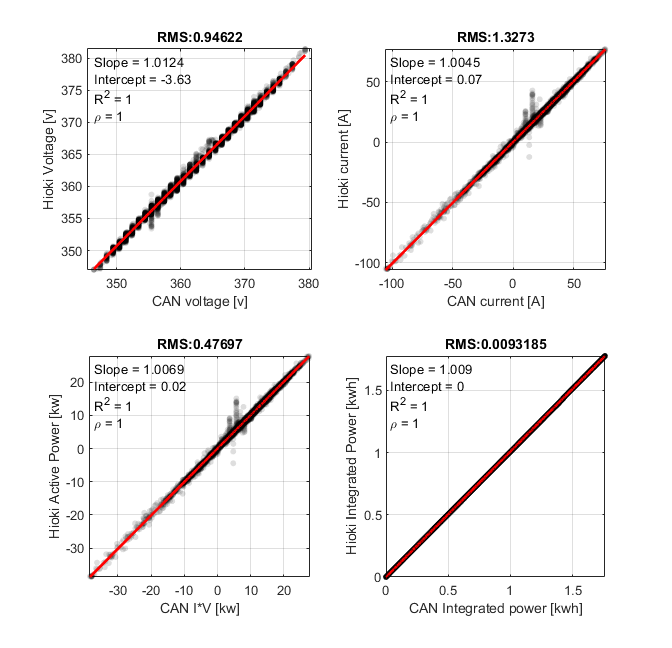 RMS:0.94622
Slope = 1.0124
Intercept = -3.63
R² = 1
ρ = 1
380
375
370
365
360
355
350
Hioki Voltage [v]
350 360 370 380
CAN voltage [v]
RMS:1.3273
Slope = 1.0045
Intercept = 0.07
R² = 1
ρ = 1
50
0
-50
-100
Hioki current [A]
-100 -50 0 50
CAN current [A]
RMS:0.47697
Slope = 1.0069
Intercept = 0.02
R² = 1
ρ = 1
20
10
0
-10
-20
-30
Hioki Active Power [kw]
-30 -20 -10 0 10 20
CAN I*V [kw]
RMS:0.0093185
Slope = 1.009
Intercept = 0
R² = 1
ρ = 1
1.5
1
0.5
0
Hioki Integrated Power [kwh]
0 0.5 1 1.5
CAN Integrated power [kwh]